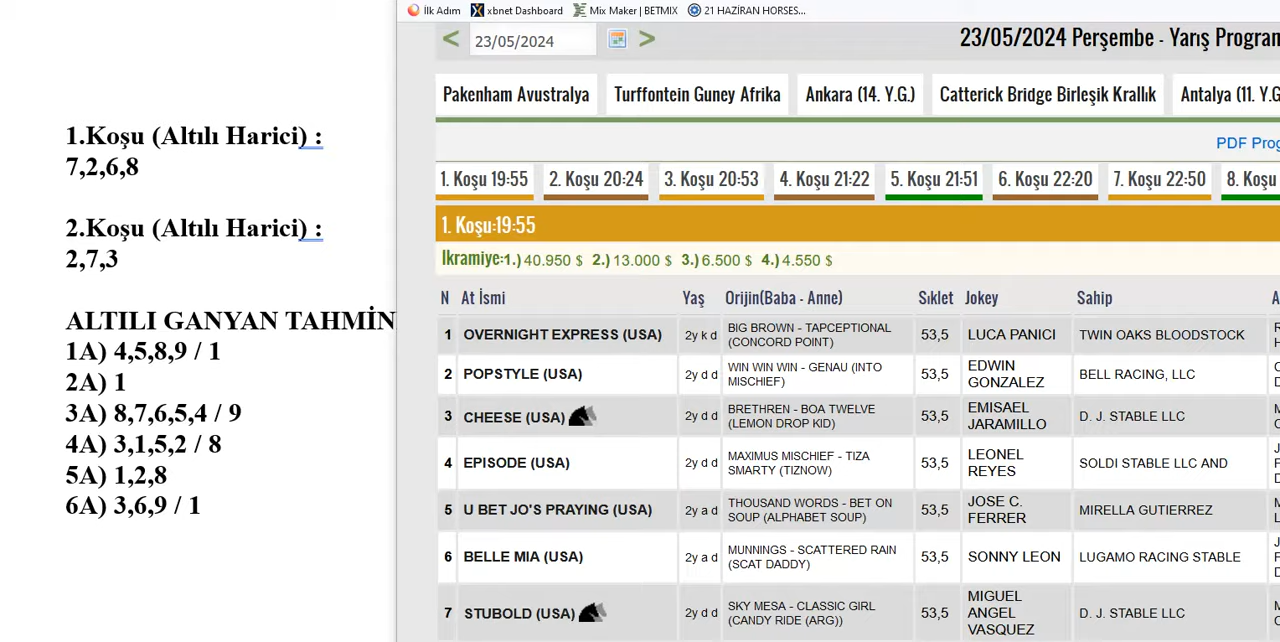 İlk Adım xbnet Dashboard Mix Maker | BETMIX 21 HAZİRAN HORSES...
< 23/05/2024 > 23/05/2024 Perşembe - Yarış Program
Pakenham Avustralya Turffontein Guney Afrika Ankara (14. Y.G.) Catterick Bridge Birleşik Krallık Antalya (11. Y.G
PDF Prog
1. Koşu 19:55 2. Koşu 20:24 3. Koşu 20:53 4. Koşu 21:22 5. Koşu 21:51 6. Koşu 22:20 7. Koşu 22:50 8. Koşu
1.Koşu (Altılı Harici) :
7,2,6,8
2.Koşu (Altılı Harici) :
2,7,3
ALTILI GANYAN TAHMİN
1A) 4,5,8,9 / 1
2A) 1
3A) 8,7,6,5,4 / 9
4A) 3,1,5,2 / 8
5A) 1,2,8
6A) 3,6,9 / 1
1. Koşu:19:55
Ikramiye:1.) 40.950 $ 2.) 13.000 $ 3.) 6.500 $ 4.) 4.550 $
N At İsmi Yaş Orijin(Baba - Anne) Sıklet Jokey Sahip A
1 OVERNIGHT EXPRESS (USA) 2y k d BIG BROWN - TAPCEPTIONAL (CONCORD POINT) 53,5 LUCA PANICI TWIN OAKS BLOODSTOCK
2 POPSTYLE (USA) 2y d d WIN WIN WIN - GENAU (INTO MISCHIEF) 53,5 EDWIN GONZALEZ BELL RACING, LLC
3 CHEESE (USA) 2y d d BRETHREN - BOA TWELVE (LEMON DROP KID) 53,5 EMISAEL JARAMILLO D. J. STABLE LLC
4 EPISODE (USA) 2y d d MAXIMUS MISCHIEF - TIZA SMARTY (TIZNOW) 53,5 LEONEL REYES SOLDI STABLE LLC AND
5 U BET JO'S PRAYING (USA) 2y a d THOUSAND WORDS - BET ON SOUP (ALPHABET SOUP) 53,5 JOSE C. FERRER MIRELLA GUTIERREZ
6 BELLE MIA (USA) 2y a d MUNNINGS - SCATTERED RAIN (SCAT DADDY) 53,5 SONNY LEON LUGAMO RACING STABLE
7 STUBOLD (USA) 2y d d SKY MESA - CLASSIC GIRL (CANDY RIDE (ARG)) 53,5 MIGUEL ANGEL VASQUEZ D. J. STABLE LLC